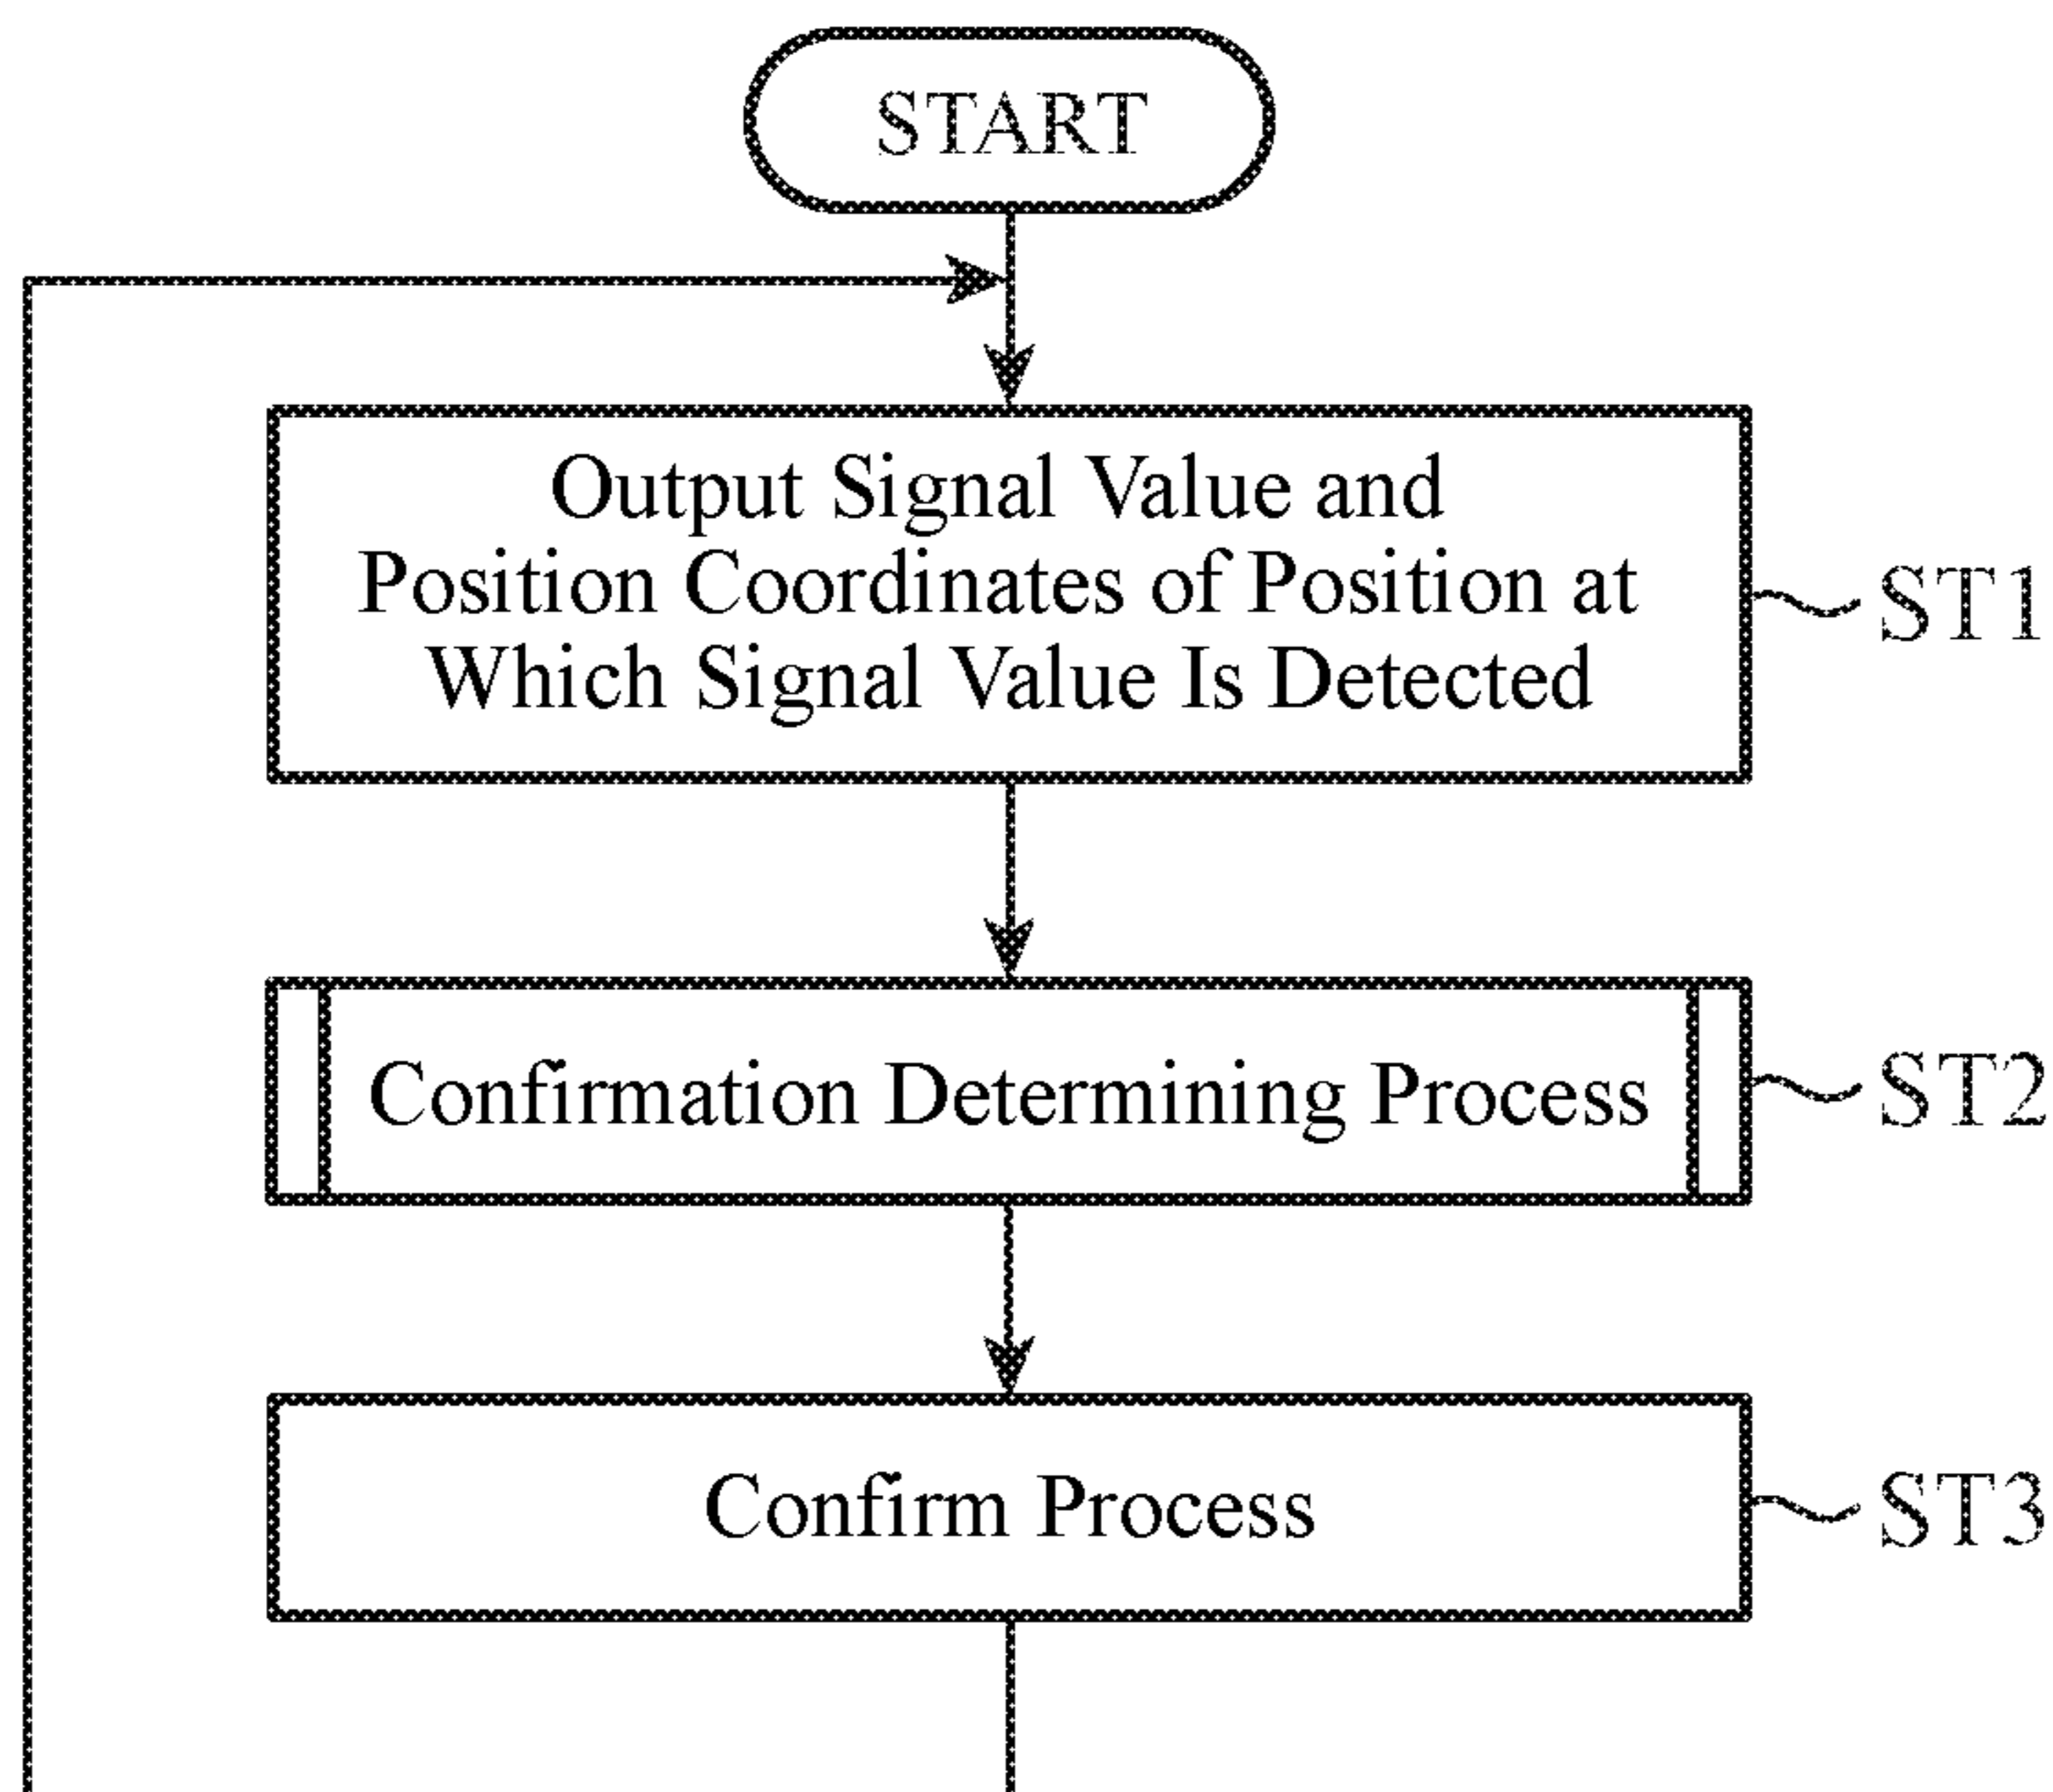 START
Output Signal Value and
Position Coordinates of Position at
Which Signal Value Is Detected
ST1
Confirmation Determining Process
ST2
Confirm Process
ST3